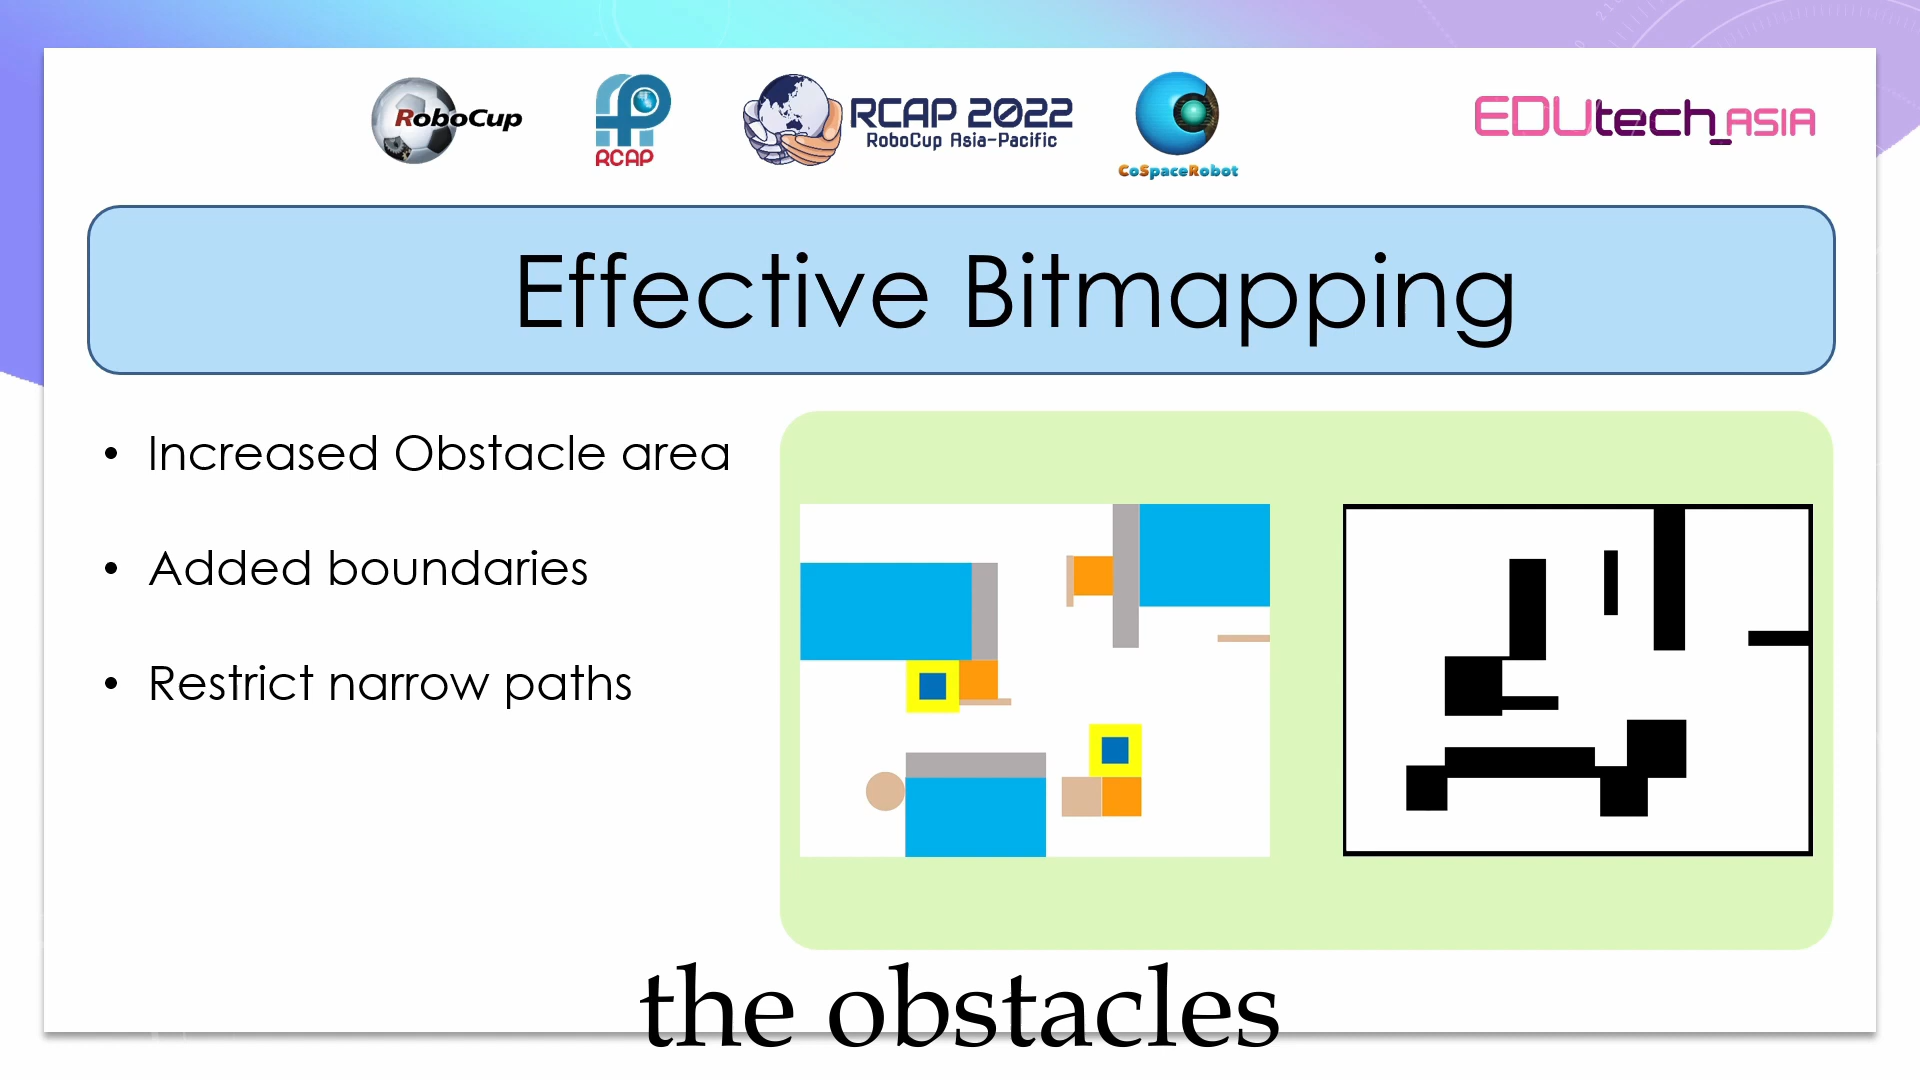 RoboCup
RCAP
RCAP 2022
RoboCup Asia-Pacific
CoSpaceRobot
EDUtech_ASIA
Effective Bitmapping
• Increased Obstacle area
• Added boundaries
• Restrict narrow paths
the obstacles